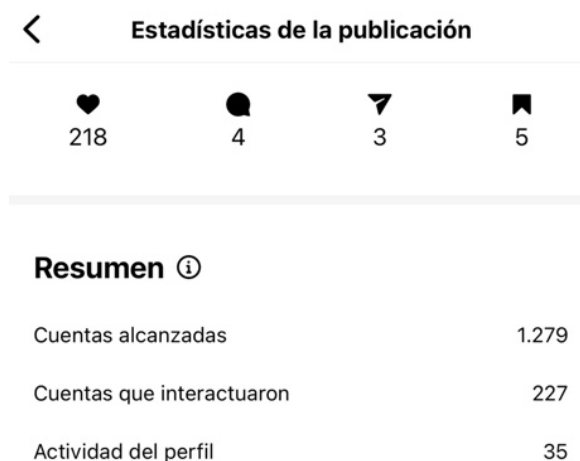 Estadísticas de la publicación
218 4 3 5
Resumen
Cuentas alcanzadas 1.279
Cuentas que interactuaron 227
Actividad del perfil 35